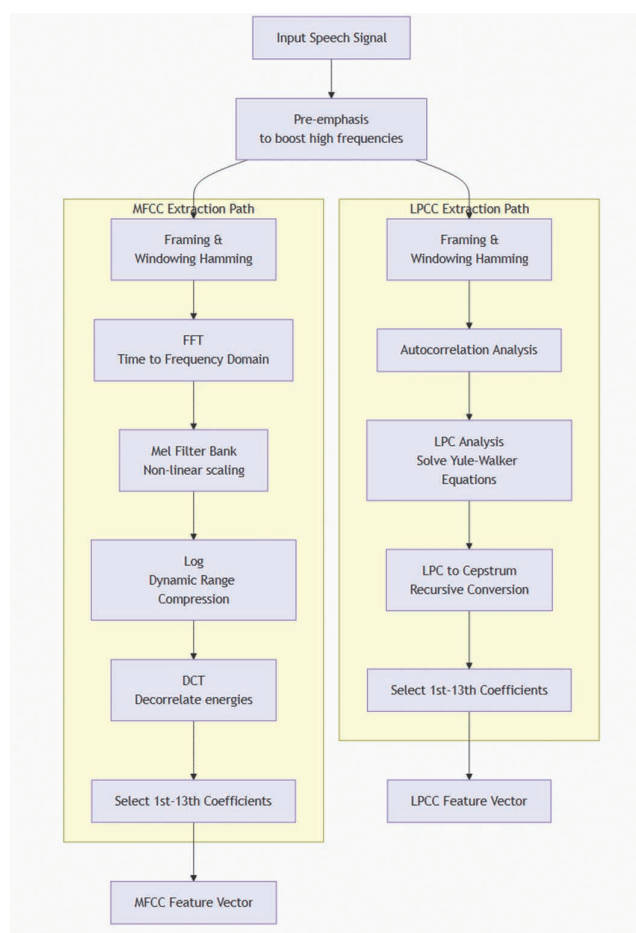 Input Speech Signal
Pre-emphasis
to boost high frequencies
MFCC Extraction Path
Framing &
Windowing Hamming
FFT
Time to Frequency Domain
Mel Filter Bank
Non-linear scaling
Log
Dynamic Range
Compression
DCT
Decorrelate energies
Select 1st-13th Coefficients
MFCC Feature Vector
LPCC Extraction Path
Framing &
Windowing Hamming
Autocorrelation Analysis
LPC Analysis
Solve Yule-Walker
Equations
LPC to Cepstrum
Recursive Conversion
Select 1st-13th Coefficients
LPCC Feature Vector